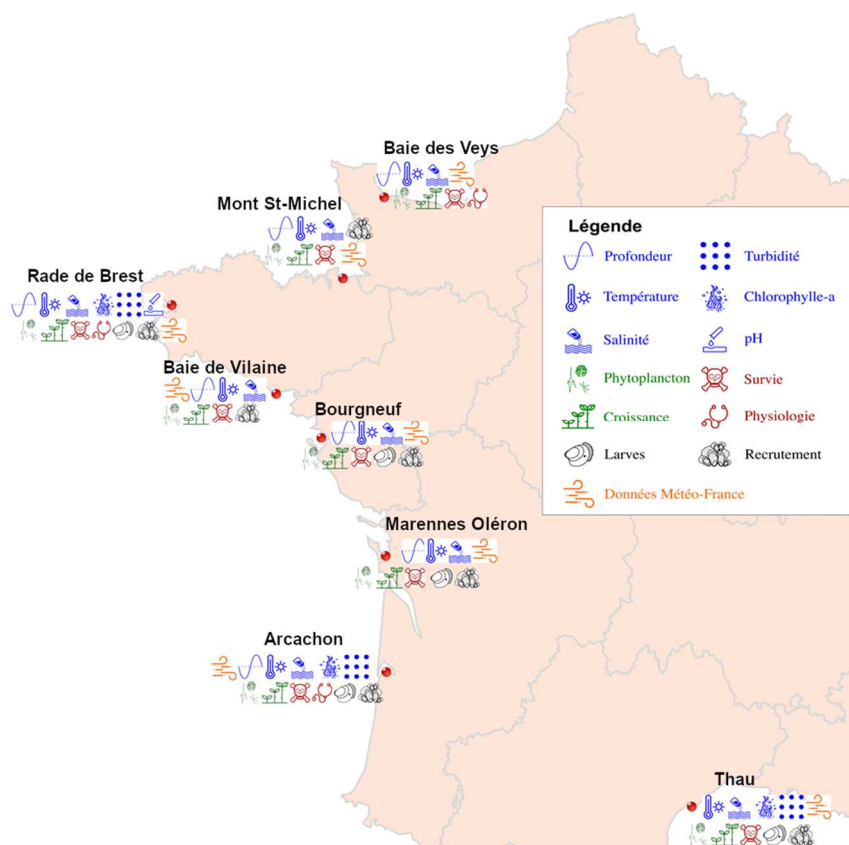 Baie des Veys
Mont St-Michel
Rade de Brest
Baie de Vilaine
Bourgneuf
Marennes Oléron
Arcachon
Thau
Légende
Profondeur
Turbidité
Température
Chlorophylle-a
Salinité
pH
Phytoplancton
Survie
Croissance
Physiologie
Larves
Recrutement
Données Météo-France